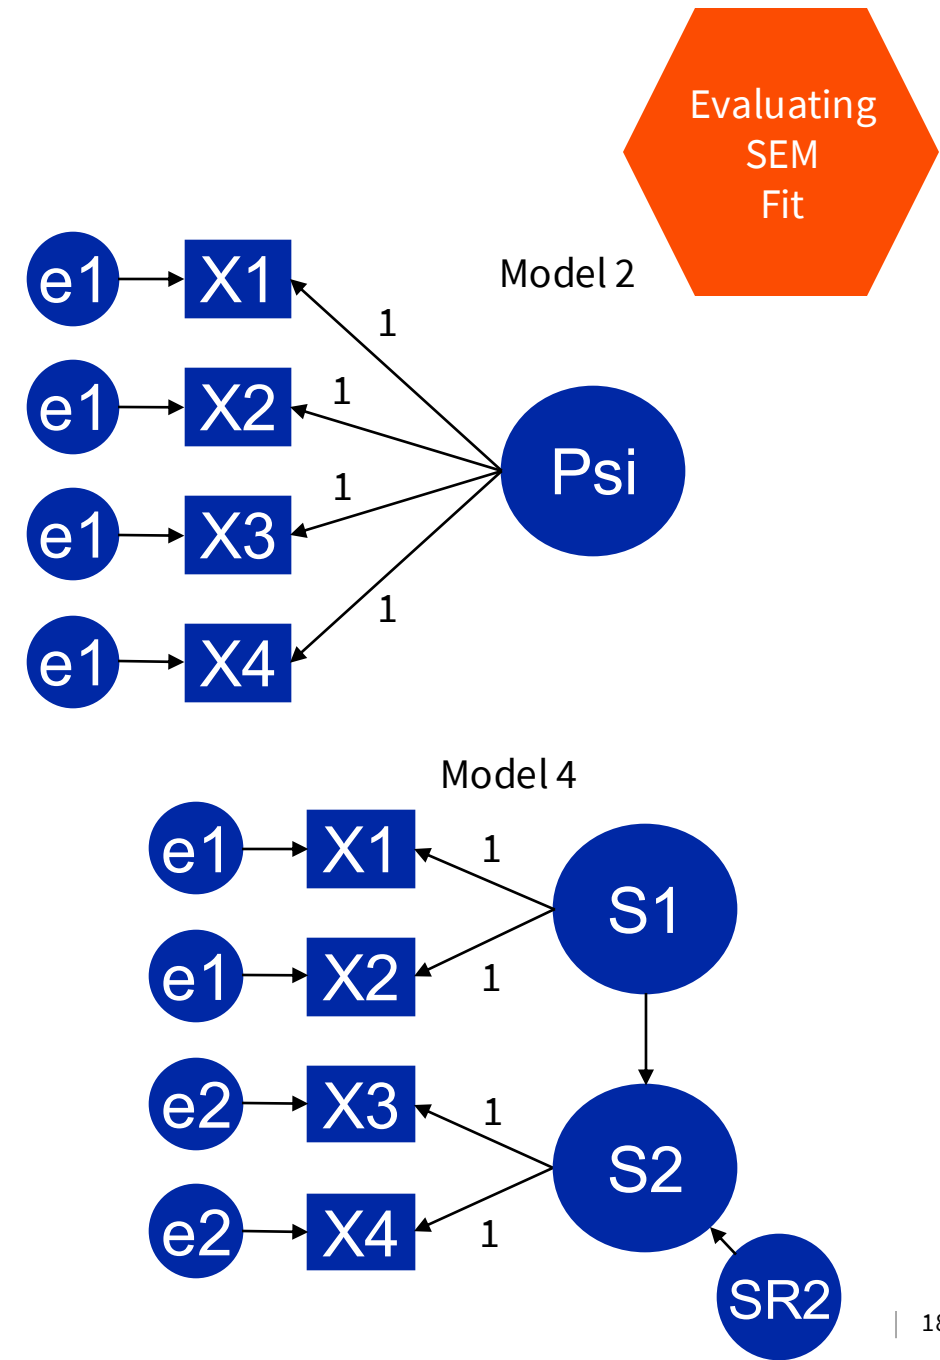 Evaluating
SEM
Fit
Model 2
e1 X1
1
e1 X2
1
Psi
e1 X3
1
e1 X4
1
Model 4
e1 X1
1
S1
e1 X2
1
e2 X3
1
S2
e2 X4
1
SR2
18